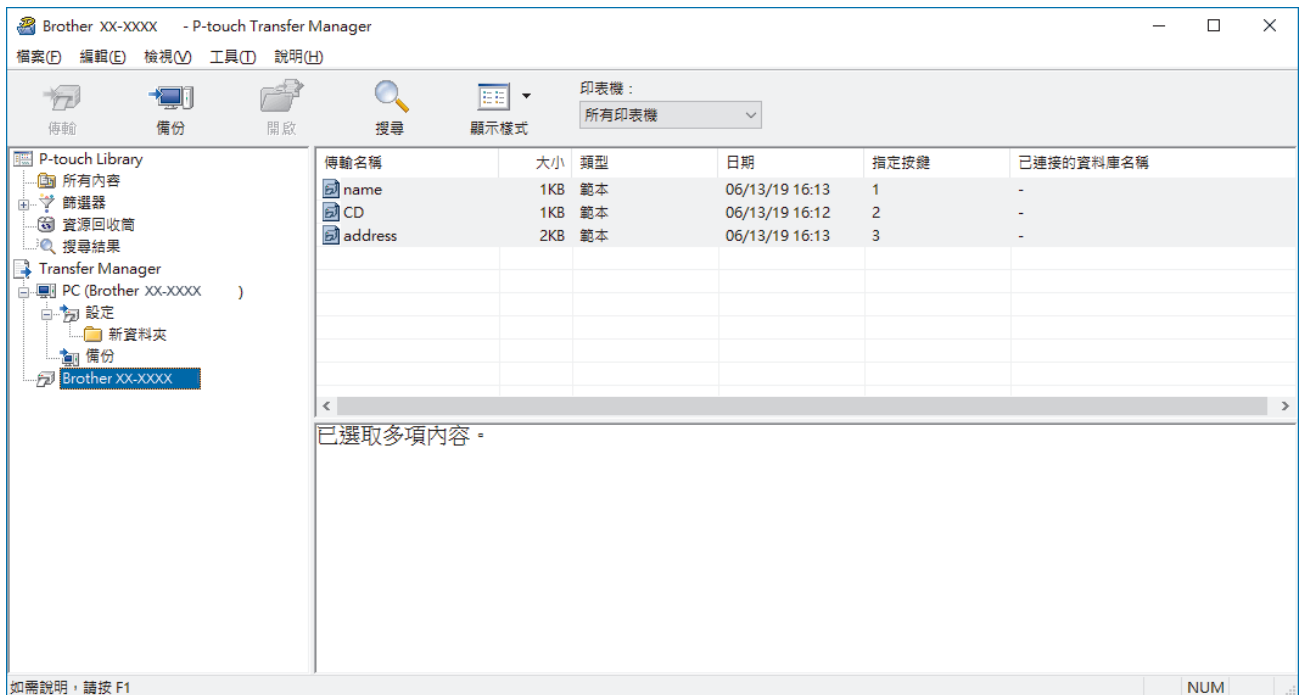 Brother XX-XXXX - P-touch Transfer Manager
檔案(F) 編輯(E) 檢視(V) 工具(T) 說明(H)
傳輸 備份 開啟 搜尋 顯示樣式
印表機：
所有印表機
P-touch Library
所有內容
篩選器
資源回收筒
搜尋結果
Transfer Manager
PC (Brother XX-XXXX )
設定
新資料夾
備份
Brother XX-XXXX
傳輸名稱 大小 類型 日期 指定按鍵 已連接的資料庫名稱
name 1KB 範本 06/13/19 16:13 1 -
CD 1KB 範本 06/13/19 16:12 2 -
address 2KB 範本 06/13/19 16:13 3 -
已選取多項內容。
如需說明，請按 F1
NUM